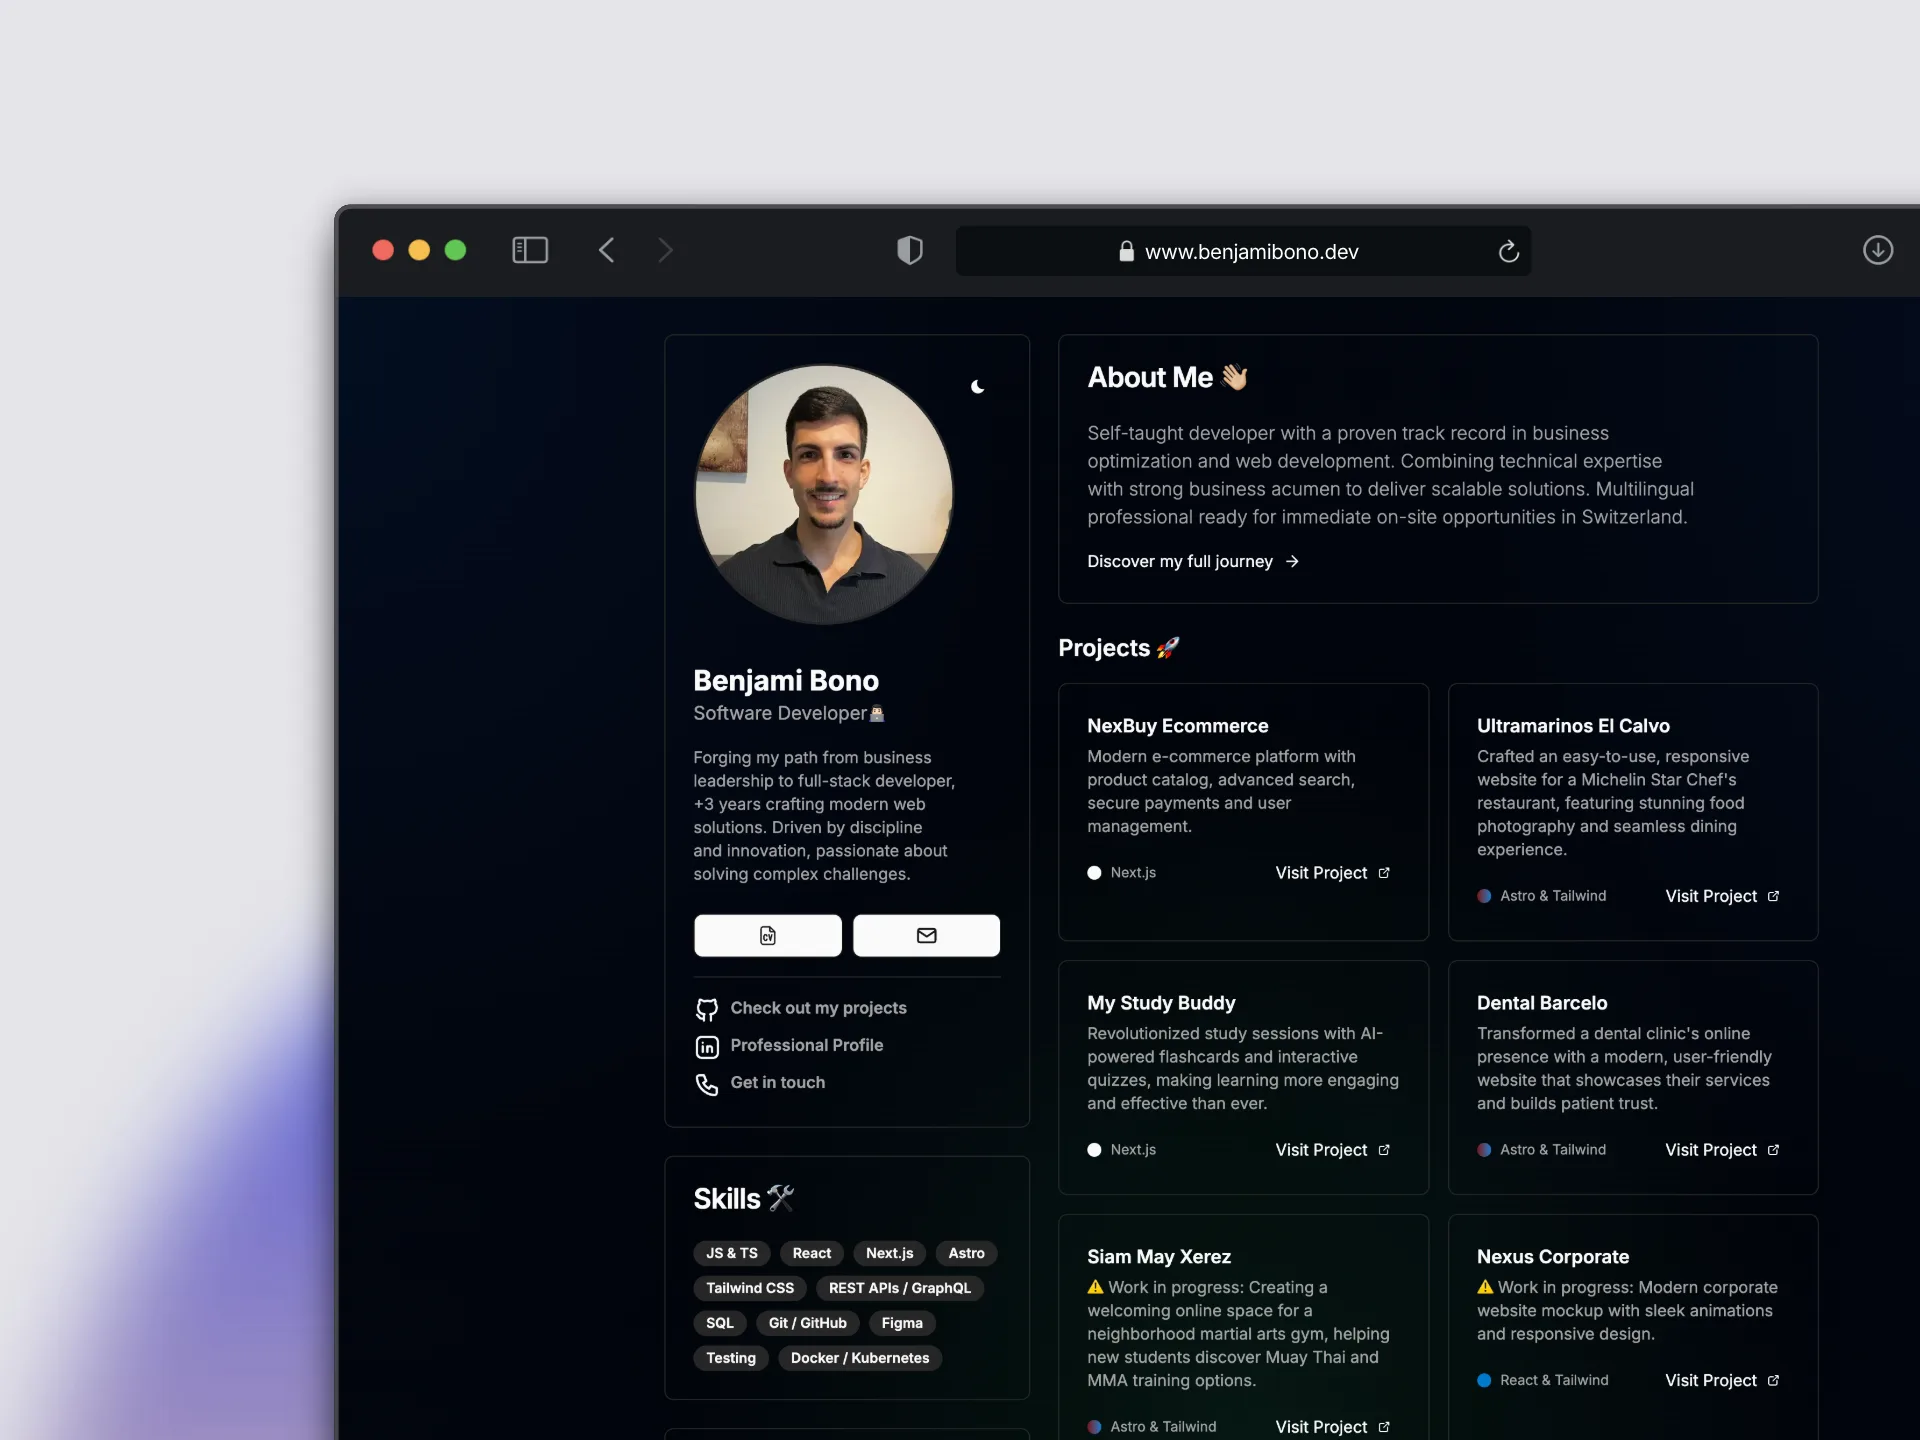 www.benjamibono.dev
Benjami Bono
Software Developer
Forging my path from business
leadership to full-stack developer,
+3 years crafting modern web
solutions. Driven by discipline
and innovation, passionate about
solving complex challenges.
CV
Check out my projects
in Professional Profile
Get in touch
Skills
JS & TS React Next.js Astro
Tailwind CSS REST APIs / GraphQL
SQL Git / GitHub Figma
Testing Docker / Kubernetes
About Me
Self-taught developer with a proven track record in business
optimization and web development. Combining technical expertise
with strong business acumen to deliver scalable solutions. Multilingual
professional ready for immediate on-site opportunities in Switzerland.
Discover my full journey →
Projects
NexBuy Ecommerce
Modern e-commerce platform with
product catalog, advanced search,
secure payments and user
management.
Next.js Visit Project
Ultramarinos El Calvo
Crafted an easy-to-use, responsive
website for a Michelin Star Chef's
restaurant, featuring stunning food
photography and seamless dining
experience.
Astro & Tailwind Visit Project
My Study Buddy
Revolutionized study sessions with AI-
powered flashcards and interactive
quizzes, making learning more engaging
and effective than ever.
Next.js Visit Project
Dental Barcelo
Transformed a dental clinic's online
presence with a modern, user-friendly
website that showcases their services
and builds patient trust.
Astro & Tailwind Visit Project
Siam May Xerez
⚠️ Work in progress: Creating a
welcoming online space for a
neighborhood martial arts gym, helping
new students discover Muay Thai and
MMA training options.
Astro & Tailwind Visit Project
Nexus Corporate
⚠️ Work in progress: Modern corporate
website mockup with sleek animations
and responsive design.
React & Tailwind Visit Project